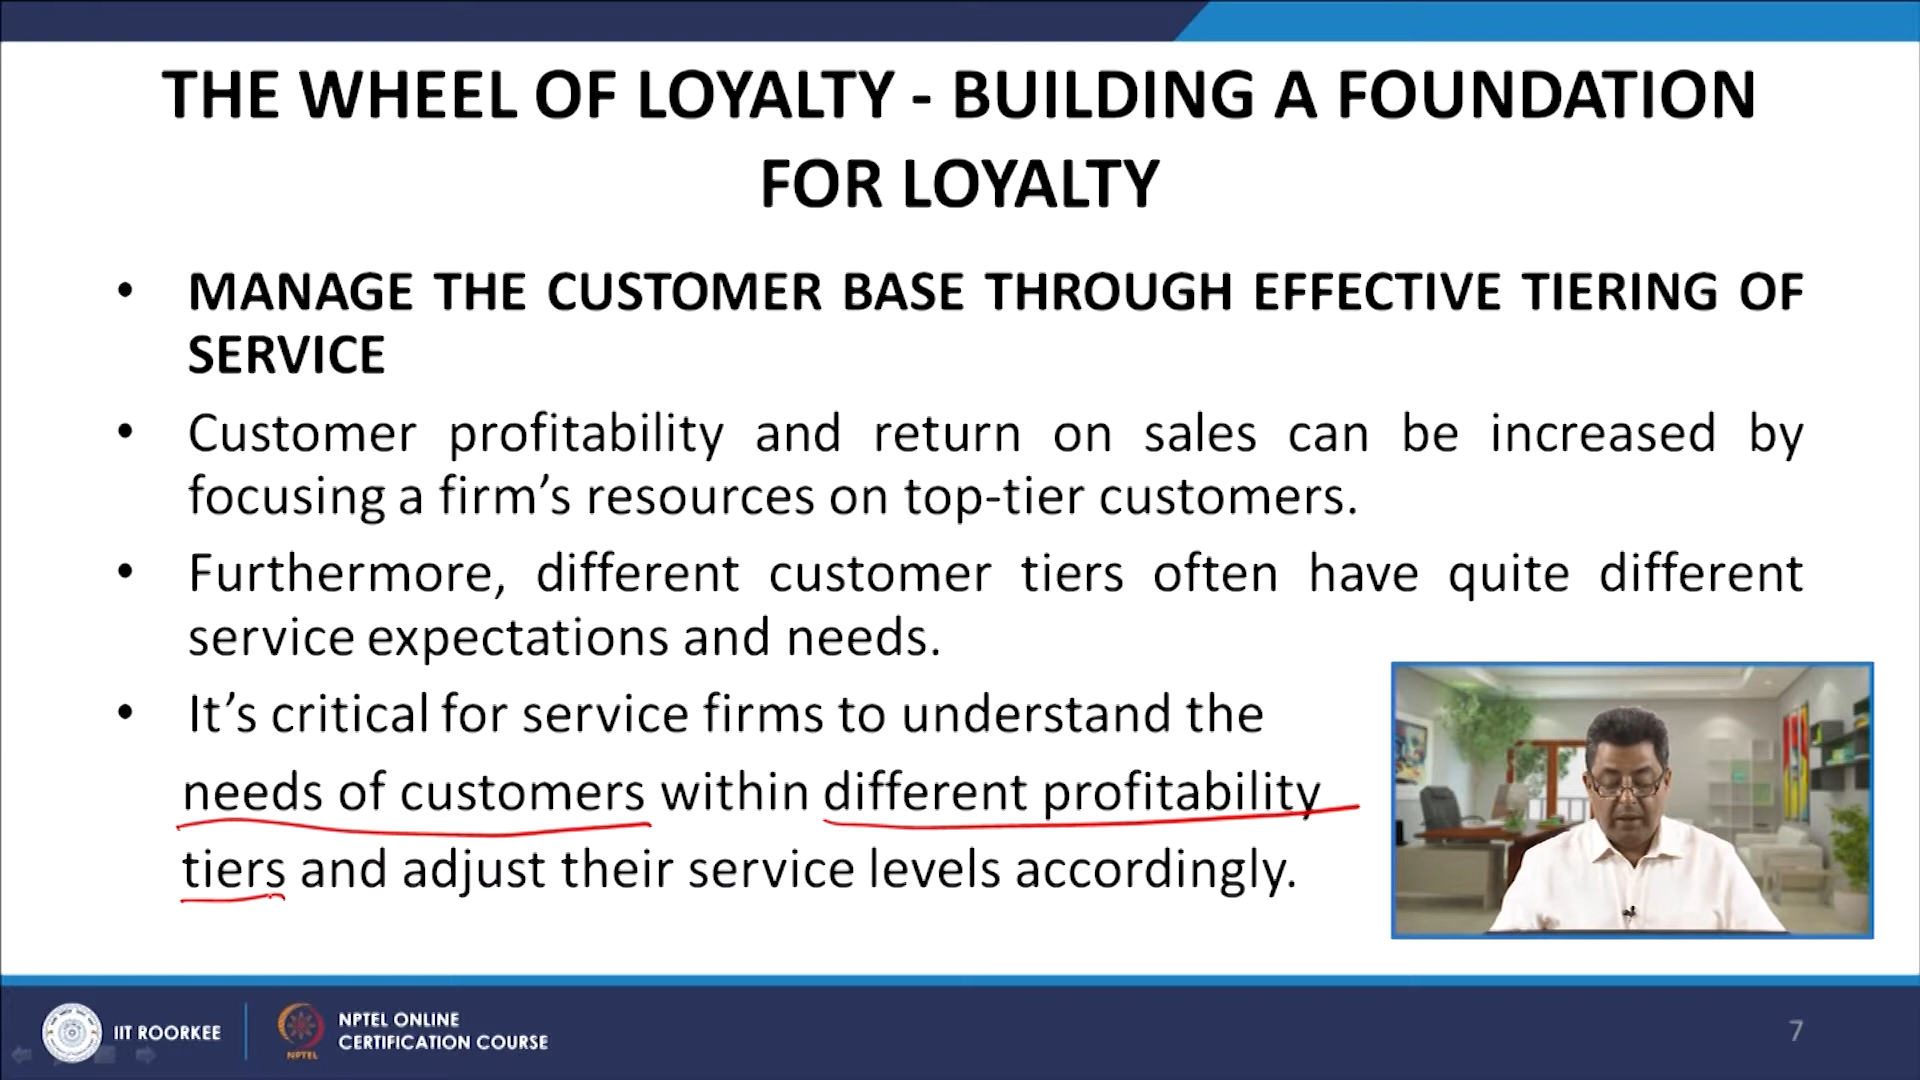 THE WHEEL OF LOYALTY - BUILDING A FOUNDATION
FOR LOYALTY
• MANAGE THE CUSTOMER BASE THROUGH EFFECTIVE TIERING OF
SERVICE
• Customer profitability and return on sales can be increased by
focusing a firm’s resources on top-tier customers.
• Furthermore, different customer tiers often have quite different
service expectations and needs.
• It’s critical for service firms to understand the
needs of customers within different profitability
tiers and adjust their service levels accordingly.
IIT ROORKEE
NPTEL
NPTEL ONLINE
CERTIFICATION COURSE
7